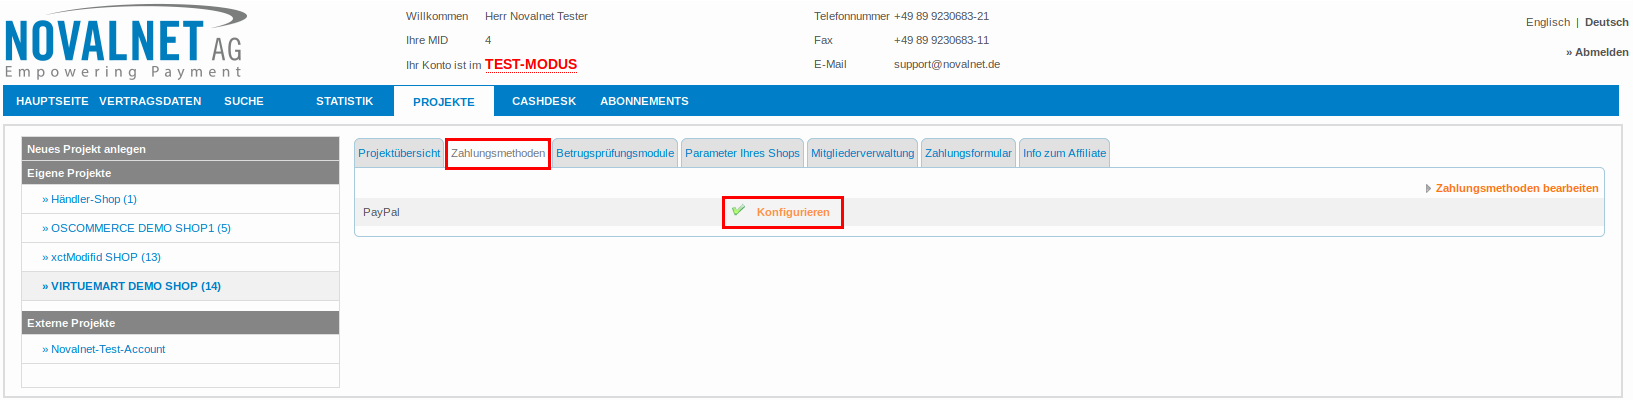 NOVALNET AG
Empowering Payment
Willkommen Herr Novalnet Tester
Ihre MID 4
Ihr Konto ist im TEST-MODUS
Telefonnummer +49 89 9230683-21
Fax +49 89 9230683-11
E-Mail support@novalnet.de
Englisch | Deutsch
» Abmelden
HAUPTSEITE VERTRAGSDATEN SUCHE STATISTIK PROJEKTE CASHDESK ABONNEMENTS
Neues Projekt anlegen
Eigene Projekte
» Händler-Shop (1)
» OSCOMMERCE DEMO SHOP1 (5)
» xctModifid SHOP (13)
» VIRTUEMART DEMO SHOP (14)
Externe Projekte
» Novalnet-Test-Account
Projektübersicht Zahlungsmethoden Betrugsprüfungsmodule Parameter Ihres Shops Mitgliederverwaltung Zahlungsformular Info zum Affiliate
Zahlungsmethoden bearbeiten
PayPal Konfigurieren